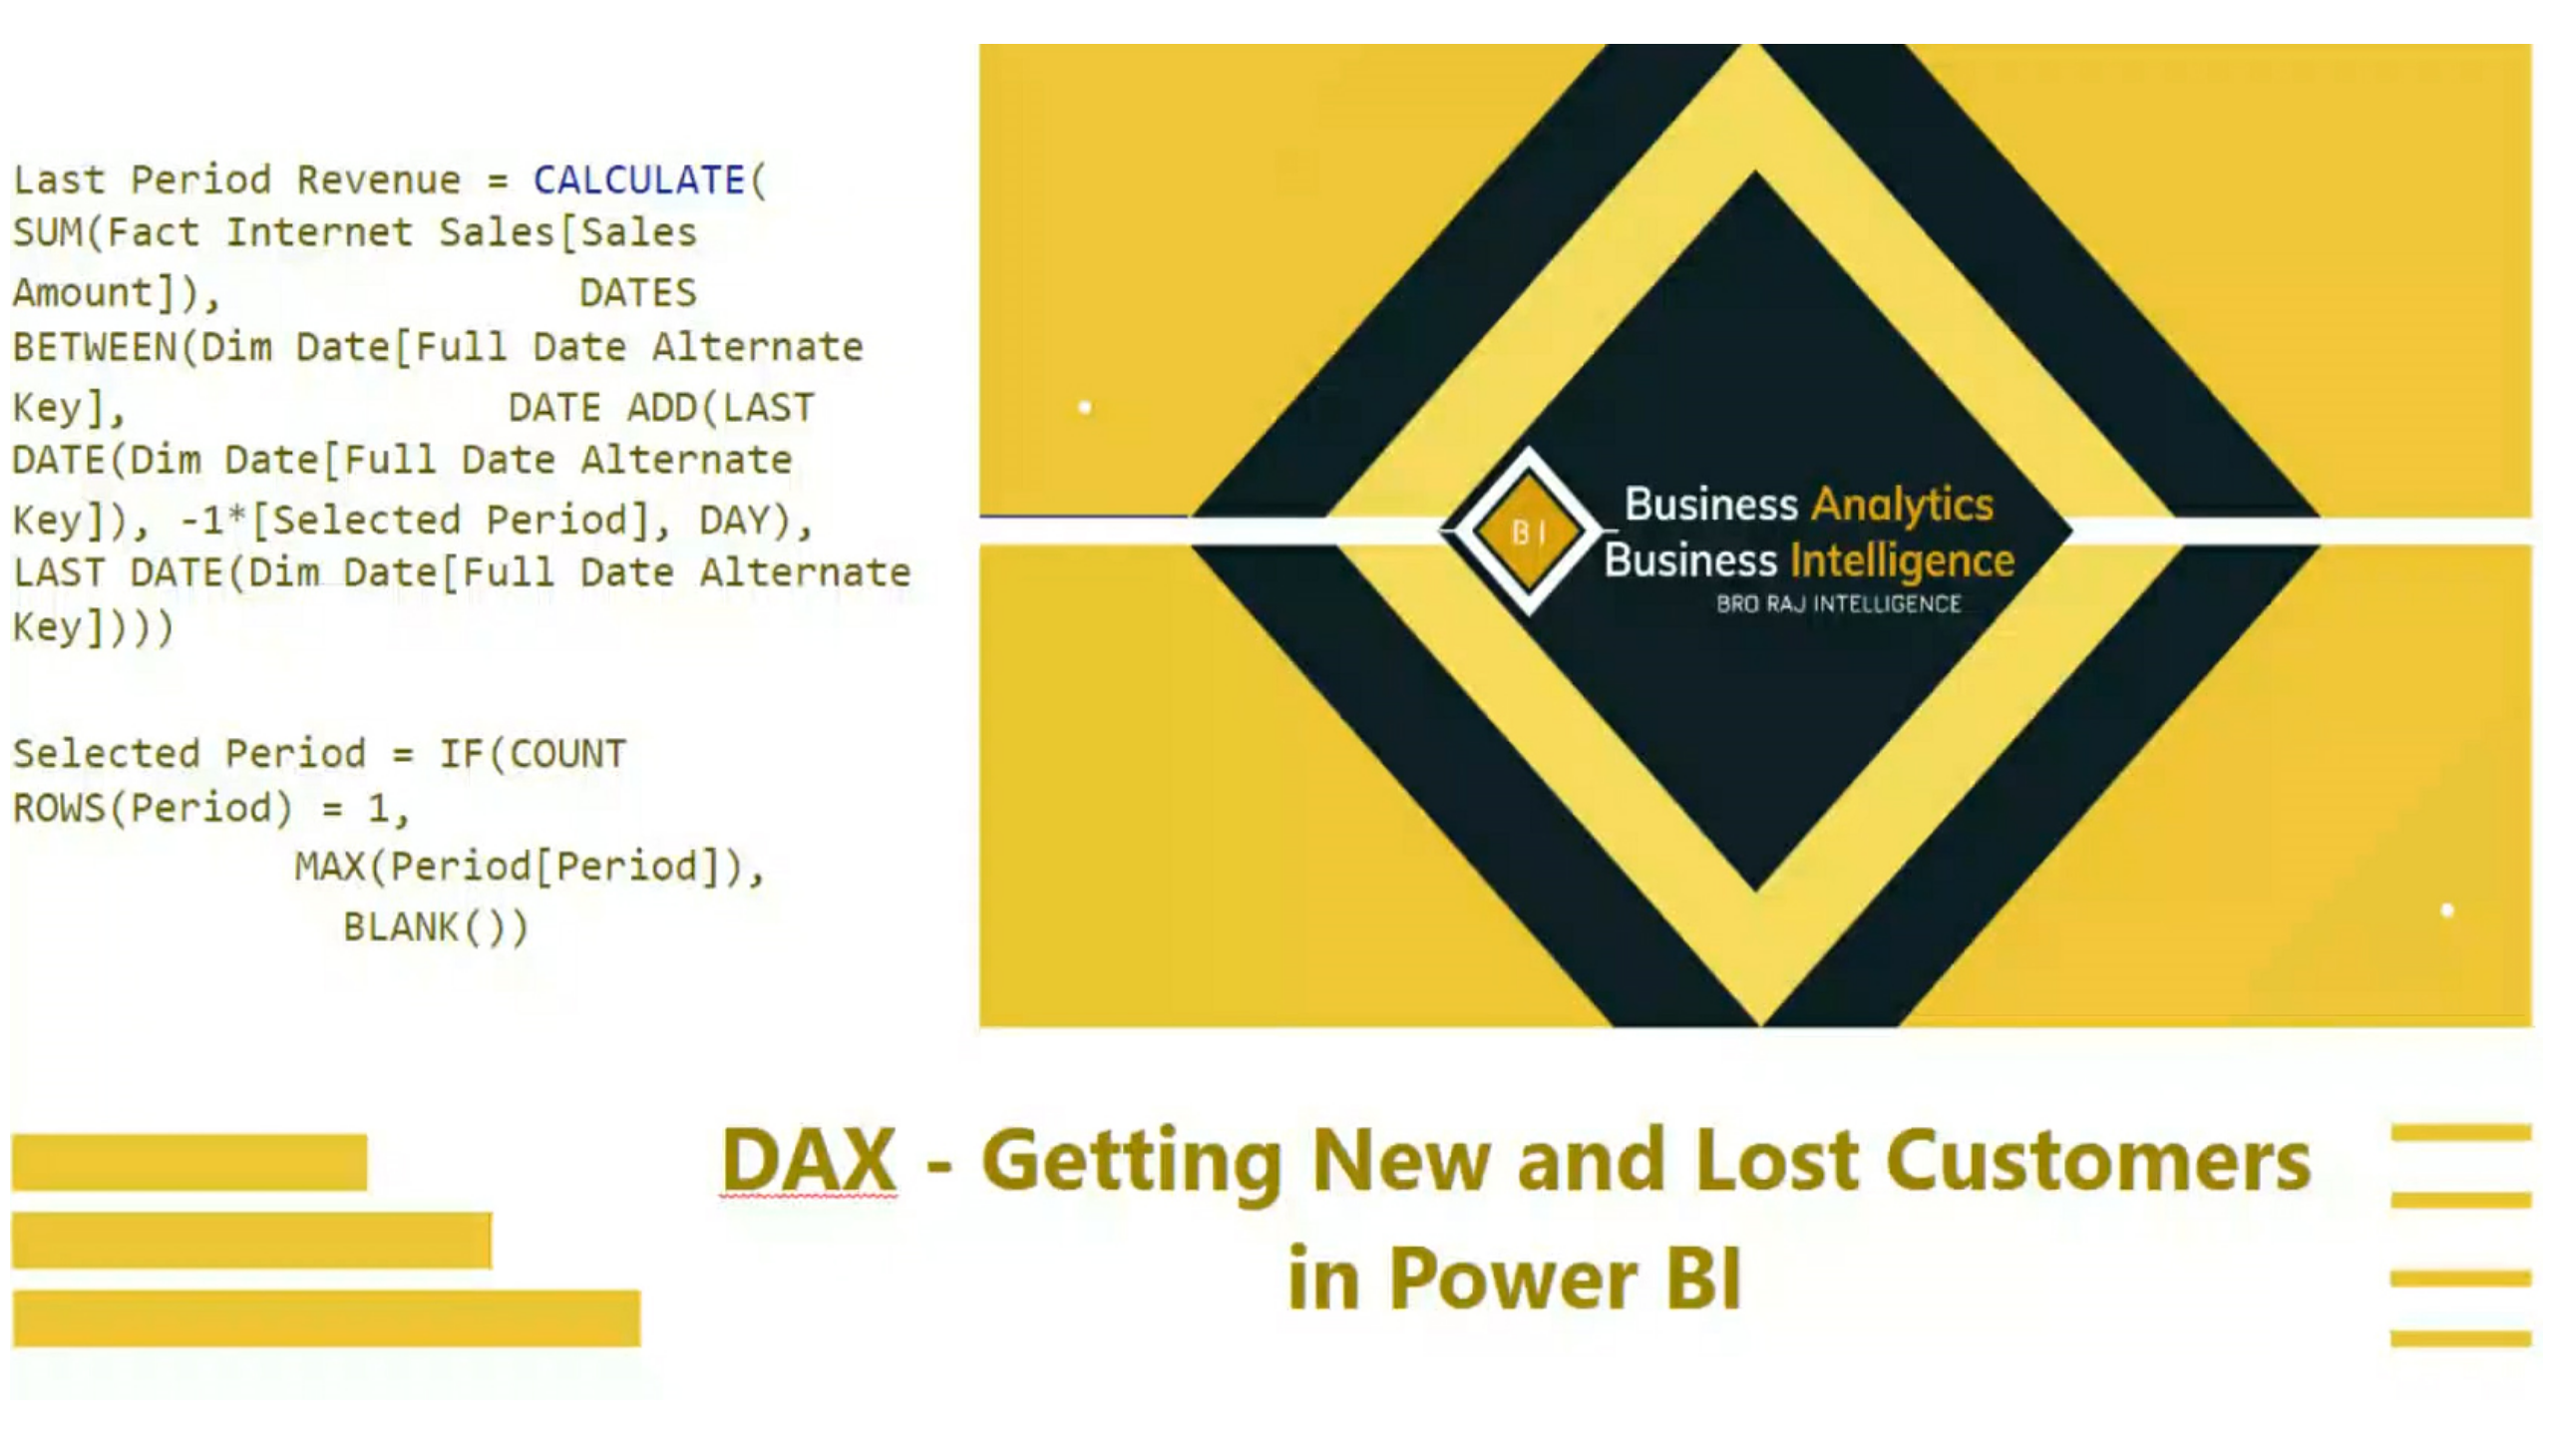 Last Period Revenue = CALCULATE(
SUM(Fact Internet Sales[Sales
Amount]), DATES
BETWEEN(Dim Date[Full Date Alternate
Key], DATE ADD(LAST
DATE(Dim Date[Full Date Alternate
Key]), -1*[Selected Period], DAY),
LAST DATE(Dim Date[Full Date Alternate
Key])))
Selected Period = IF(COUNT
ROWS(Period) = 1,
MAX(Period[Period]),
BLANK())
BI
Business Analytics
Business Intelligence
BRO RAJ INTELLIGENCE
DAX - Getting New and Lost Customers
in Power BI